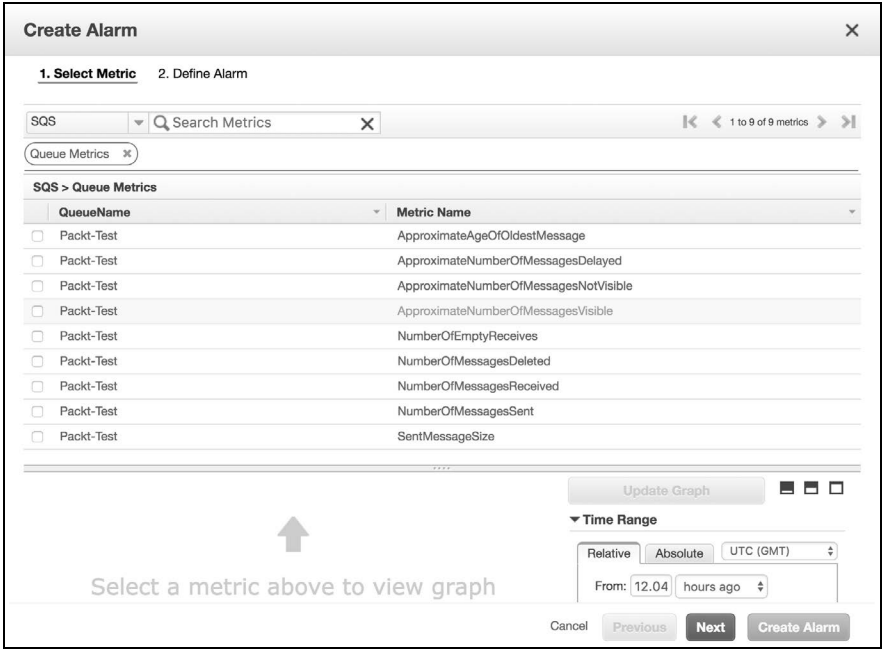 Create Alarm
1. Select Metric 2. Define Alarm
SQS Search Metrics 1 to 9 of 9 metrics
Queue Metrics
SQS > Queue Metrics
QueueName Metric Name
Packt-Test ApproximateAgeOfOldestMessage
Packt-Test ApproximateNumberOfMessagesDelayed
Packt-Test ApproximateNumberOfMessagesNotVisible
Packt-Test ApproximateNumberOfMessagesVisible
Packt-Test NumberOfEmptyReceives
Packt-Test NumberOfMessagesDeleted
Packt-Test NumberOfMessagesReceived
Packt-Test NumberOfMessagesSent
Packt-Test SentMessageSize
Update Graph
Time Range
Relative Absolute UTC (GMT)
Select a metric above to view graph
From: 12.04 hours ago
Cancel Previous Next Create Alarm